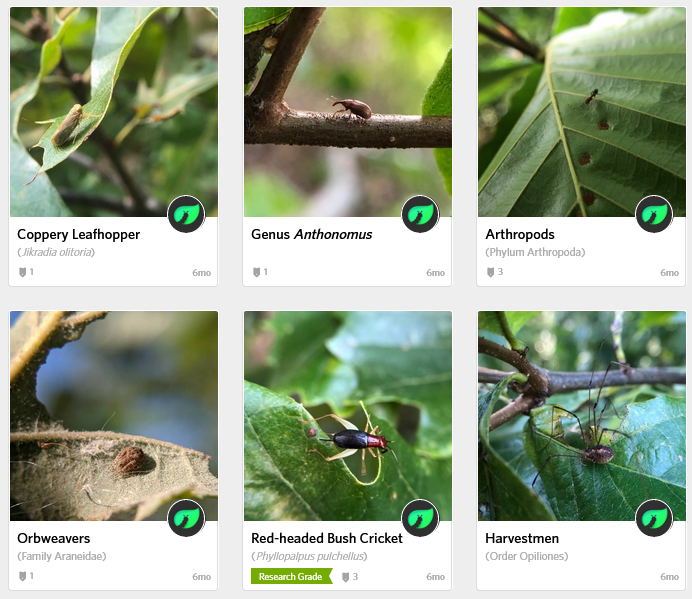 Coppery Leafhopper
(Jikradia olitoria)
1 6mo
Genus Anthonomus
1 6mo
Arthropods
(Phylum Arthropoda)
3 6mo
Orbweavers
(Family Araneidae)
1 6mo
Red-headed Bush Cricket
(Phyllopalpus pulchellus)
Research Grade 3 6mo
Harvestmen
(Order Opiliones)
6mo